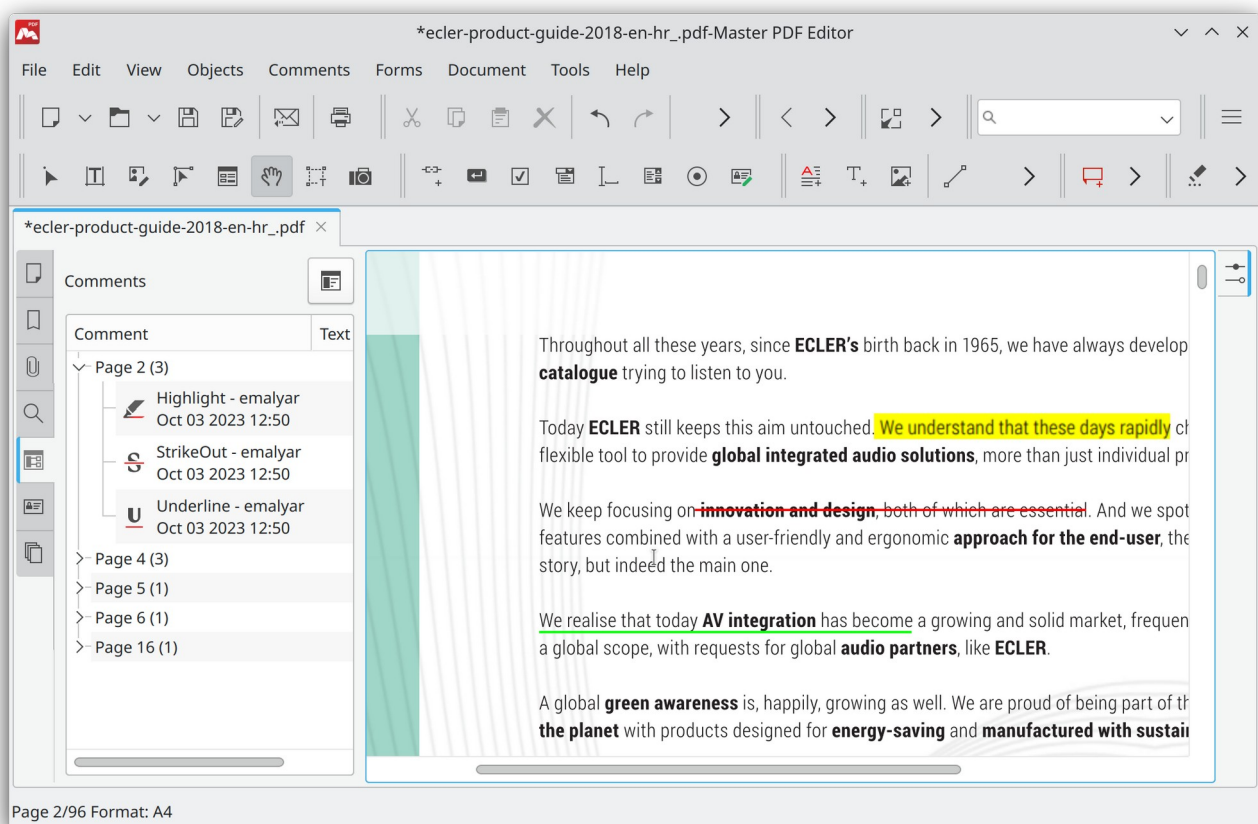 PDF
*ecler-product-guide-2018-en-hr_.pdf-Master PDF Editor
File Edit View Objects Comments Forms Document Tools Help
*ecler-product-guide-2018-en-hr_.pdf
Comments
Comment Text
Page 2 (3)
Highlight - emalyar
Oct 03 2023 12:50
StrikeOut - emalyar
Oct 03 2023 12:50
Underline - emalyar
Oct 03 2023 12:50
Page 4 (3)
Page 5 (1)
Page 6 (1)
Page 16 (1)
Throughout all these years, since ECLER's birth back in 1965, we have always develop
catalogue trying to listen to you.
Today ECLER still keeps this aim untouched. We understand that these days rapidly ch
flexible tool to provide global integrated audio solutions, more than just individual pr
We keep focusing on innovation and design, both of which are essential. And we spot
features combined with a user-friendly and ergonomic approach for the end-user, the
story, but indeed the main one.
We realise that today AV integration has become a growing and solid market, frequen
a global scope, with requests for global audio partners, like ECLER.
A global green awareness is, happily, growing as well. We are proud of being part of th
the planet with products designed for energy-saving and manufactured with sustain
Page 2/96 Format: A4